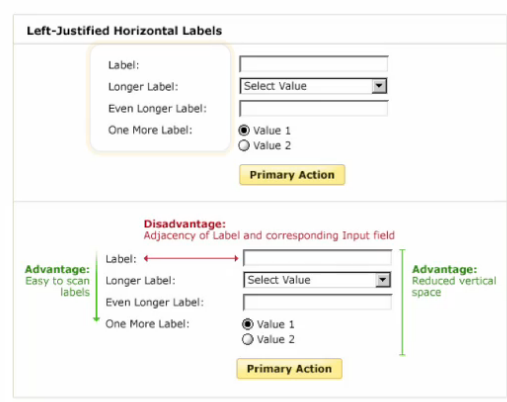 Left-Justified Horizontal Labels
Label:
Longer Label:
Select Value
Even Longer Label:
One More Label:
Value 1
Value 2
Primary Action
Disadvantage:
Adjacency of Label and corresponding Input field
Label:
Advantage:
Easy to scan
labels
Longer Label:
Select Value
Advantage:
Reduced vertical
space
Even Longer Label:
One More Label:
Value 1
Value 2
Primary Action